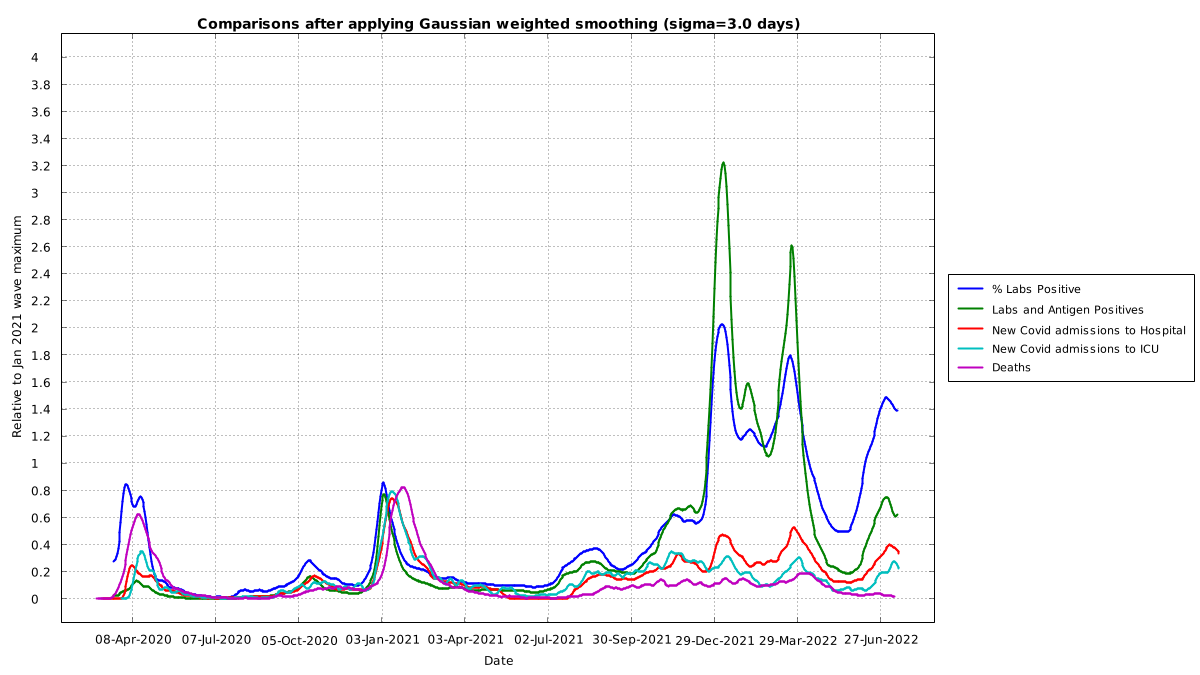 Comparisons after applying Gaussian weighted smoothing (sigma=3.0 days)
4
3.8
3.6
3.4
3.2
3
2.8
2.6
2.4
2.2
2
1.8
1.6
1.4
1.2
1
0.8
0.6
0.4
0.2
0
Relative to Jan 2021 wave maximum
08-Apr-2020 07-Jul-2020 05-Oct-2020 03-Jan-2021 03-Apr-2021 02-Jul-2021 30-Sep-2021 29-Dec-2021 29-Mar-2022 27-Jun-2022
Date
% Labs Positive
Labs and Antigen Positives
New Covid admissions to Hospital
New Covid admissions to ICU
Deaths